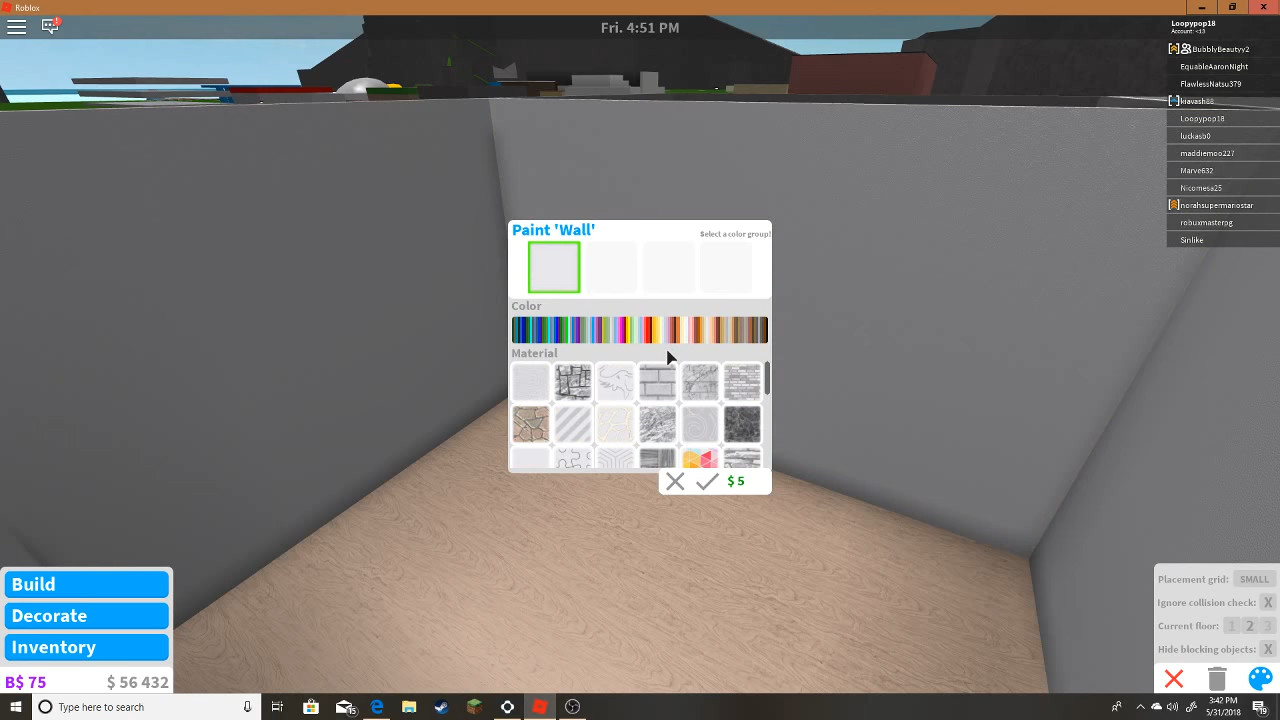 Roblox
Fri. 4:51 PM
Loopypop18
Account: <13
BubblyBeautyy2
EquableAaronNight
FlawlessNatsu379
kiavash88
Loopypop18
luckasb0
maddiemoo227
Marve632
Nicomesa25
norahsupermariostar
robuxmasterpg
Sinlike
Paint 'Wall'
Select a color group!
Color
Material
$ 5
Build
Decorate
Inventory
B$ 75
$ 56 432
Placement grid: SMALL
Ignore collision check: X
Current floor: 1 2 3
Hide blocking objects: X
Type here to search
3:42 PM
5/31/2018